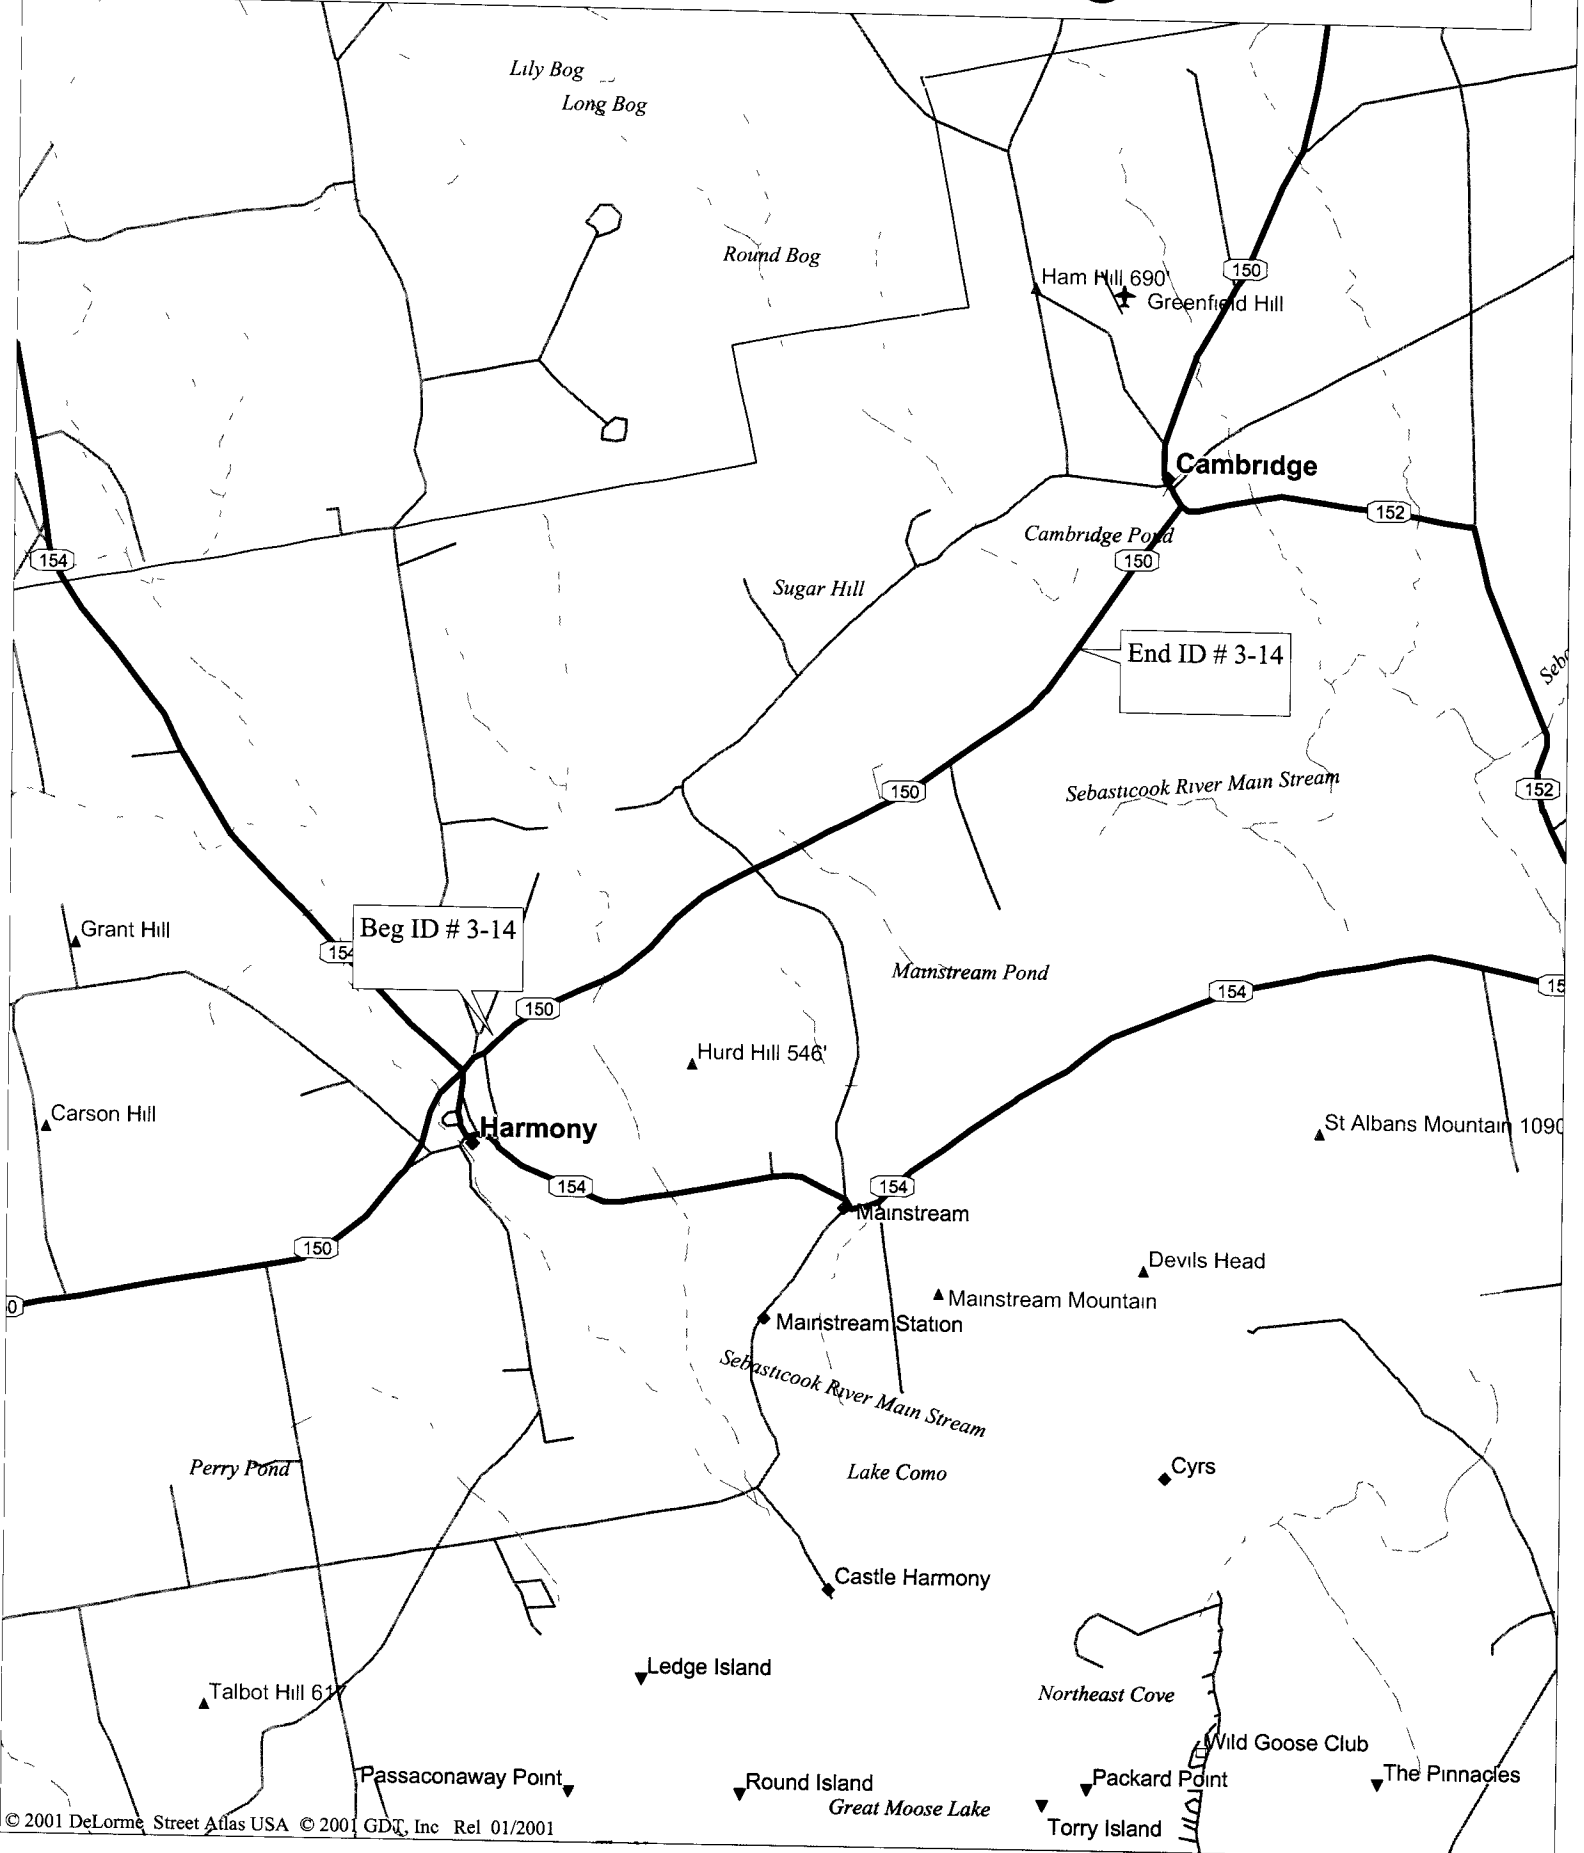 Lily Bog
Long Bog
Round Bog
150
Ham Hill 690'
Greenfield Hill
Cambridge
152
Cambridge Pond
150
154
Sugar Hill
End ID # 3-14
Sebasticook River Main Stream
150
152
Grant Hill
Beg ID # 3-14
154
Mainstream Pond
154
15
150
Hurd Hill 546'
Carson Hill
Harmony
St Albans Mountain 1090
154
154
Mainstream
150
Devils Head
0
Mainstream Mountain
Mainstream Station
Sebasticook River Main Stream
Perry Pond
Lake Como
Cyrs
Castle Harmony
Ledge Island
Talbot Hill 617
Northeast Cove
Wild Goose Club
Passaconaway Point
Round Island
Packard Point
The Pinnacles
Great Moose Lake
Torry Island
© 2001 DeLorme Street Atlas USA © 2001 GDT, Inc Rel 01/2001